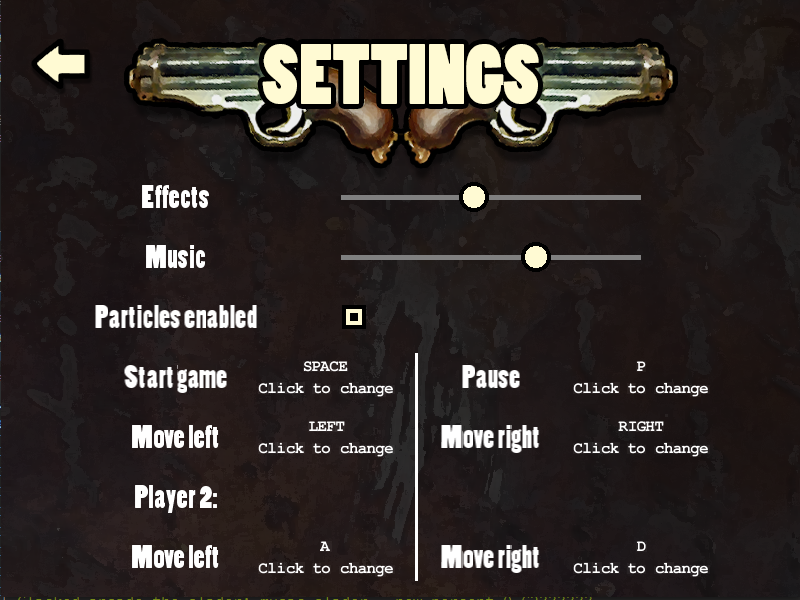 SETTINGS
Effects
Music
Particles enabled
Start game SPACE Pause P
Click to change Click to change
Move left LEFT Move right RIGHT
Click to change Click to change
Player 2:
Move left A Move right D
Click to change Click to change